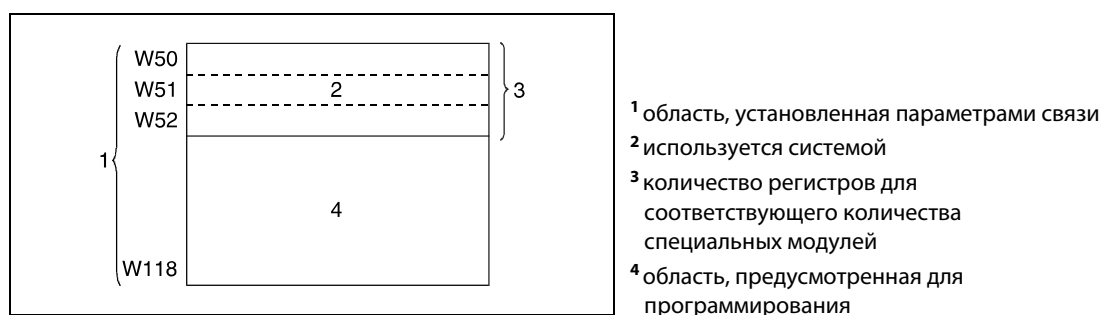 W50
W51
W52
2
3
1
4
W118
1 область, установленная параметрами связи
2 используется системой
3 количество регистров для
соответствующего количества
специальных модулей
4 область, предусмотренная для
программирования